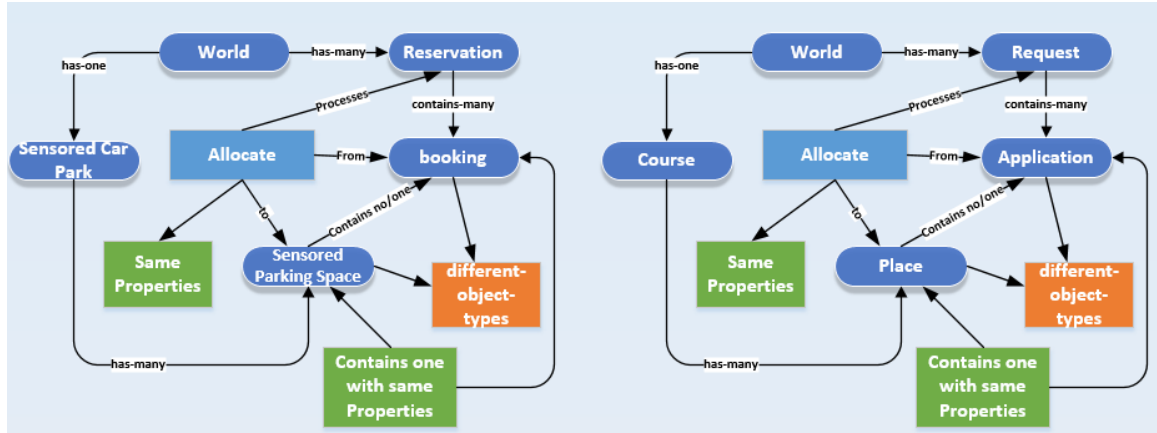 World
has-many
Reservation
has-one
Processes
contains-many
Sensored Car
Park
Allocate
From
booking
to
Contains no/one
Same
Properties
Sensored
Parking Space
different-
object-
types
has-many
Contains one
with same
Properties
World
has-many
Request
has-one
Processes
contains-many
Course
Allocate
From
Application
to
Contains no/one
Same
Properties
Place
different-
object-
types
has-many
Contains one
with same
Properties